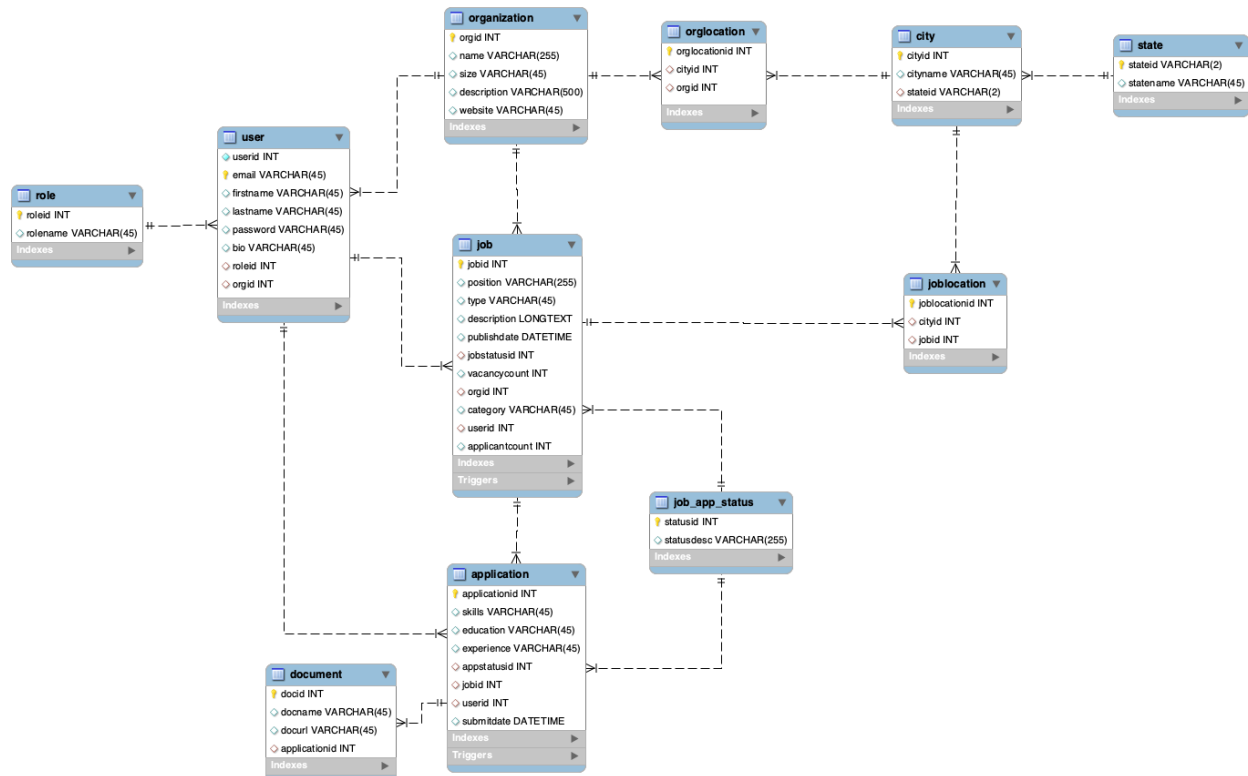 organization
orgid INT
name VARCHAR(255)
size VARCHAR(45)
description VARCHAR(500)
website VARCHAR(45)
Indexes
orglocation
orglocationid INT
cityid INT
orgid INT
Indexes
city
cityid INT
cityname VARCHAR(45)
stateid VARCHAR(2)
Indexes
state
stateid VARCHAR(2)
statename VARCHAR(45)
Indexes
user
userid INT
email VARCHAR(45)
firstname VARCHAR(45)
lastname VARCHAR(45)
password VARCHAR(45)
bio VARCHAR(45)
roleid INT
orgid INT
Indexes
role
roleid INT
rolename VARCHAR(45)
Indexes
job
jobid INT
position VARCHAR(255)
type VARCHAR(45)
description LONGTEXT
publishdate DATETIME
jobstatusid INT
vacancycount INT
orgid INT
category VARCHAR(45)
userid INT
applicantcount INT
Indexes
Triggers
joblocation
joblocationid INT
cityid INT
jobid INT
Indexes
job_app_status
statusid INT
statusdesc VARCHAR(255)
Indexes
application
applicationid INT
skills VARCHAR(45)
education VARCHAR(45)
experience VARCHAR(45)
appstatusid INT
jobid INT
userid INT
submitdate DATETIME
Indexes
Triggers
document
docid INT
docname VARCHAR(45)
docurl VARCHAR(45)
applicationid INT
Indexes